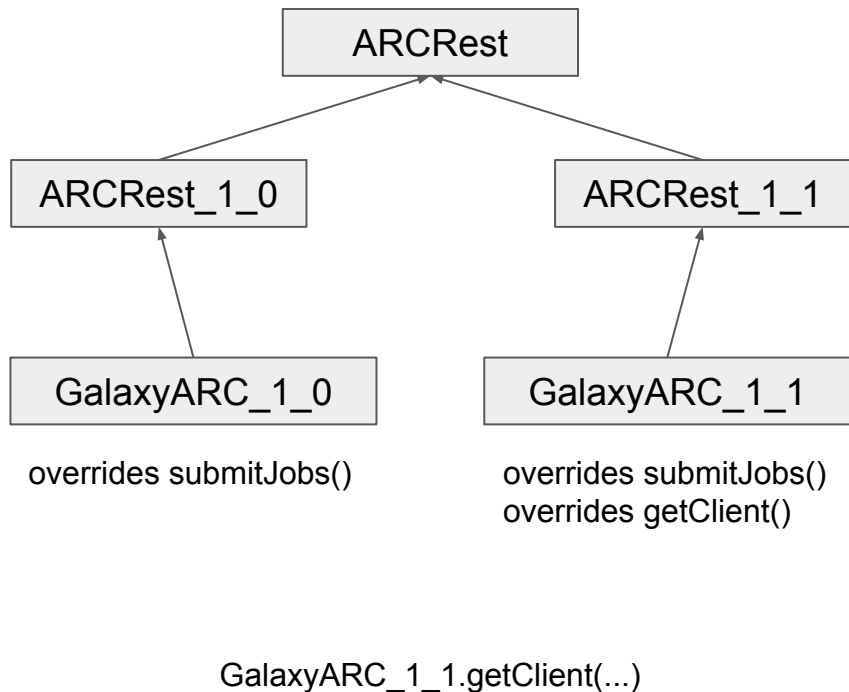 ARCRest
ARCRest_1_0
ARCRest_1_1
GalaxyARC_1_0
GalaxyARC_1_1
overrides submitJobs()
overrides submitJobs()
overrides getClient()
GalaxyARC_1_1.getClient(...)